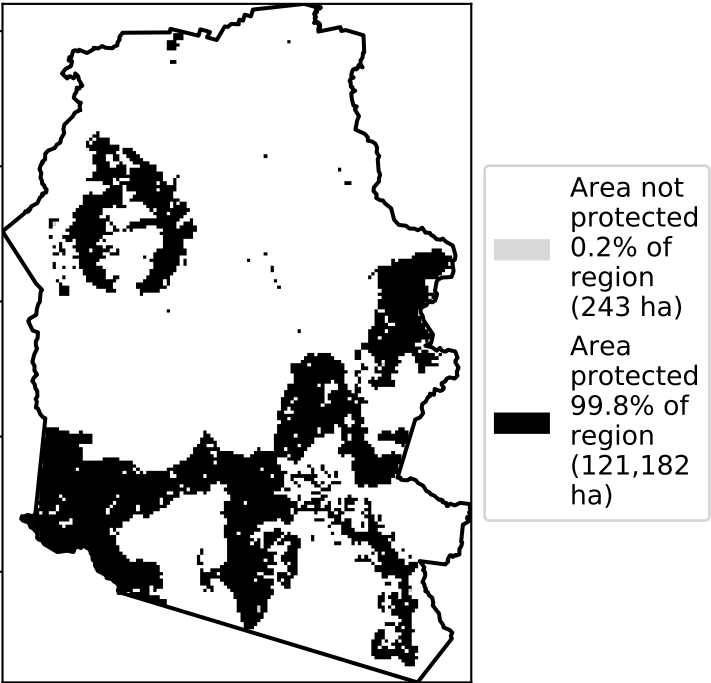 Area not
protected
0.2% of
region
(243 ha)
Area
protected
99.8% of
region
(121,182
ha)